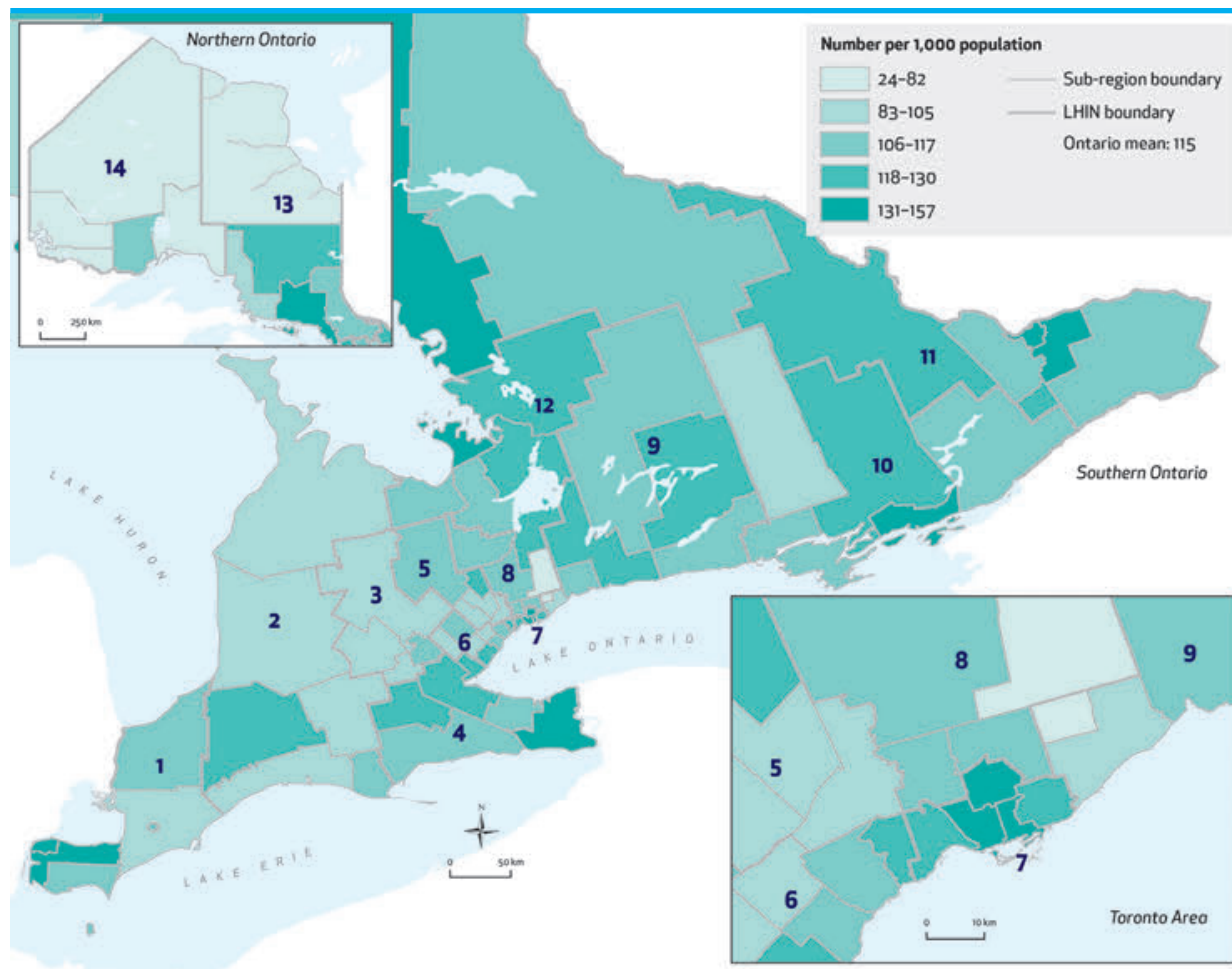 Northern Ontario
14
13
0 250 km
Number per 1,000 population
24–82
83–105
106–117
118–130
131–157
Sub-region boundary
LHIN boundary
Ontario mean: 115
11
12
9
10
Southern Ontario
LAKE HURON
5
8
3
2
6
7
LAKE ONTARIO
4
1
N
0 50 km
LAKE ERIE
8
9
5
7
6
0 10 km
Toronto Area